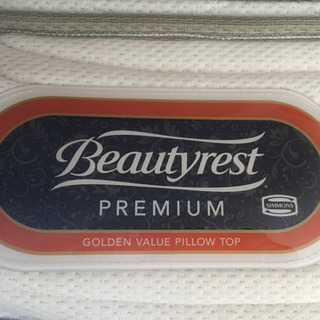 Beautyrest
PREMIUM
SIMMONS
GOLDEN VALUE PILLOW TOP